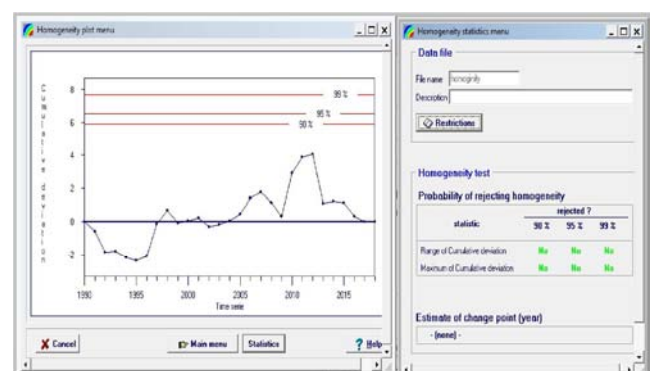 Homogeneity plot menu
Cumulative deviation
8
6
4
2
0
-2
99 %
95 %
90 %
1990 1995 2000 2005 2010 2015
Time serie
Cancel
Main menu
Statistics
? Help
Homogeneity statistics menu
Data file
File name homoginity
Description
Restrictions
Homogeneity test
Probability of rejecting homogeneity
rejected ?
statistic 90 % 95 % 99 %
Range of Cumulative deviation No No No
Maximum of Cumulative deviation No No No
Estimate of change point (year)
- (none) -